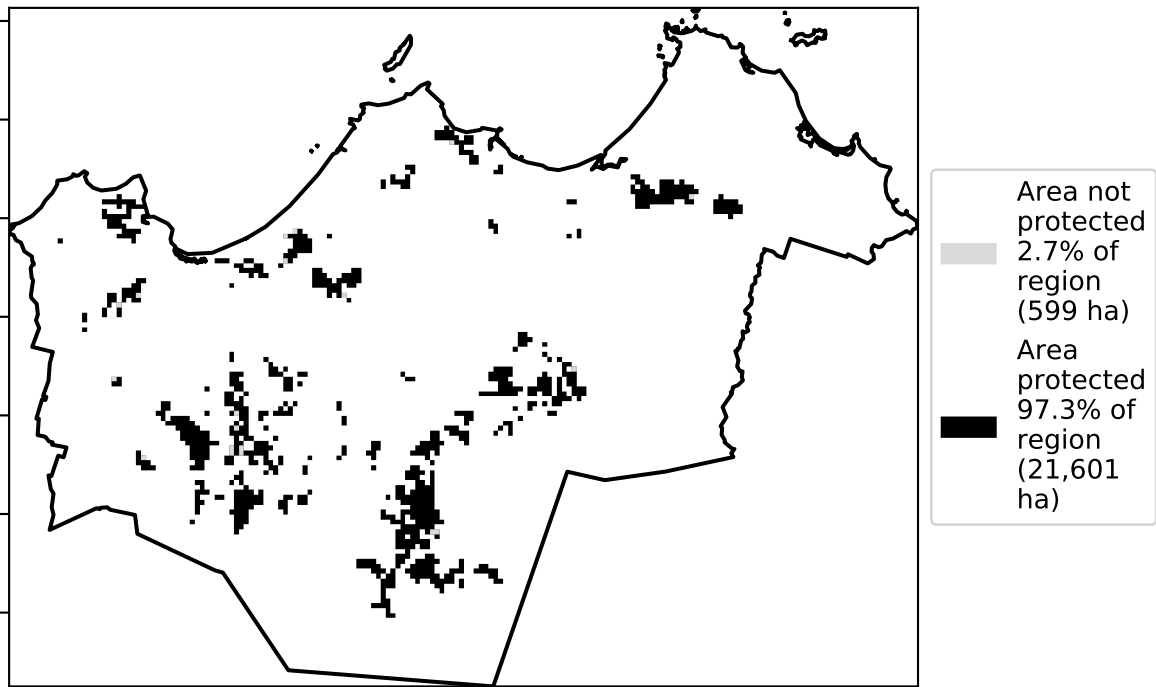 Area not
protected
2.7% of
region
(599 ha)
Area
protected
97.3% of
region
(21,601
ha)